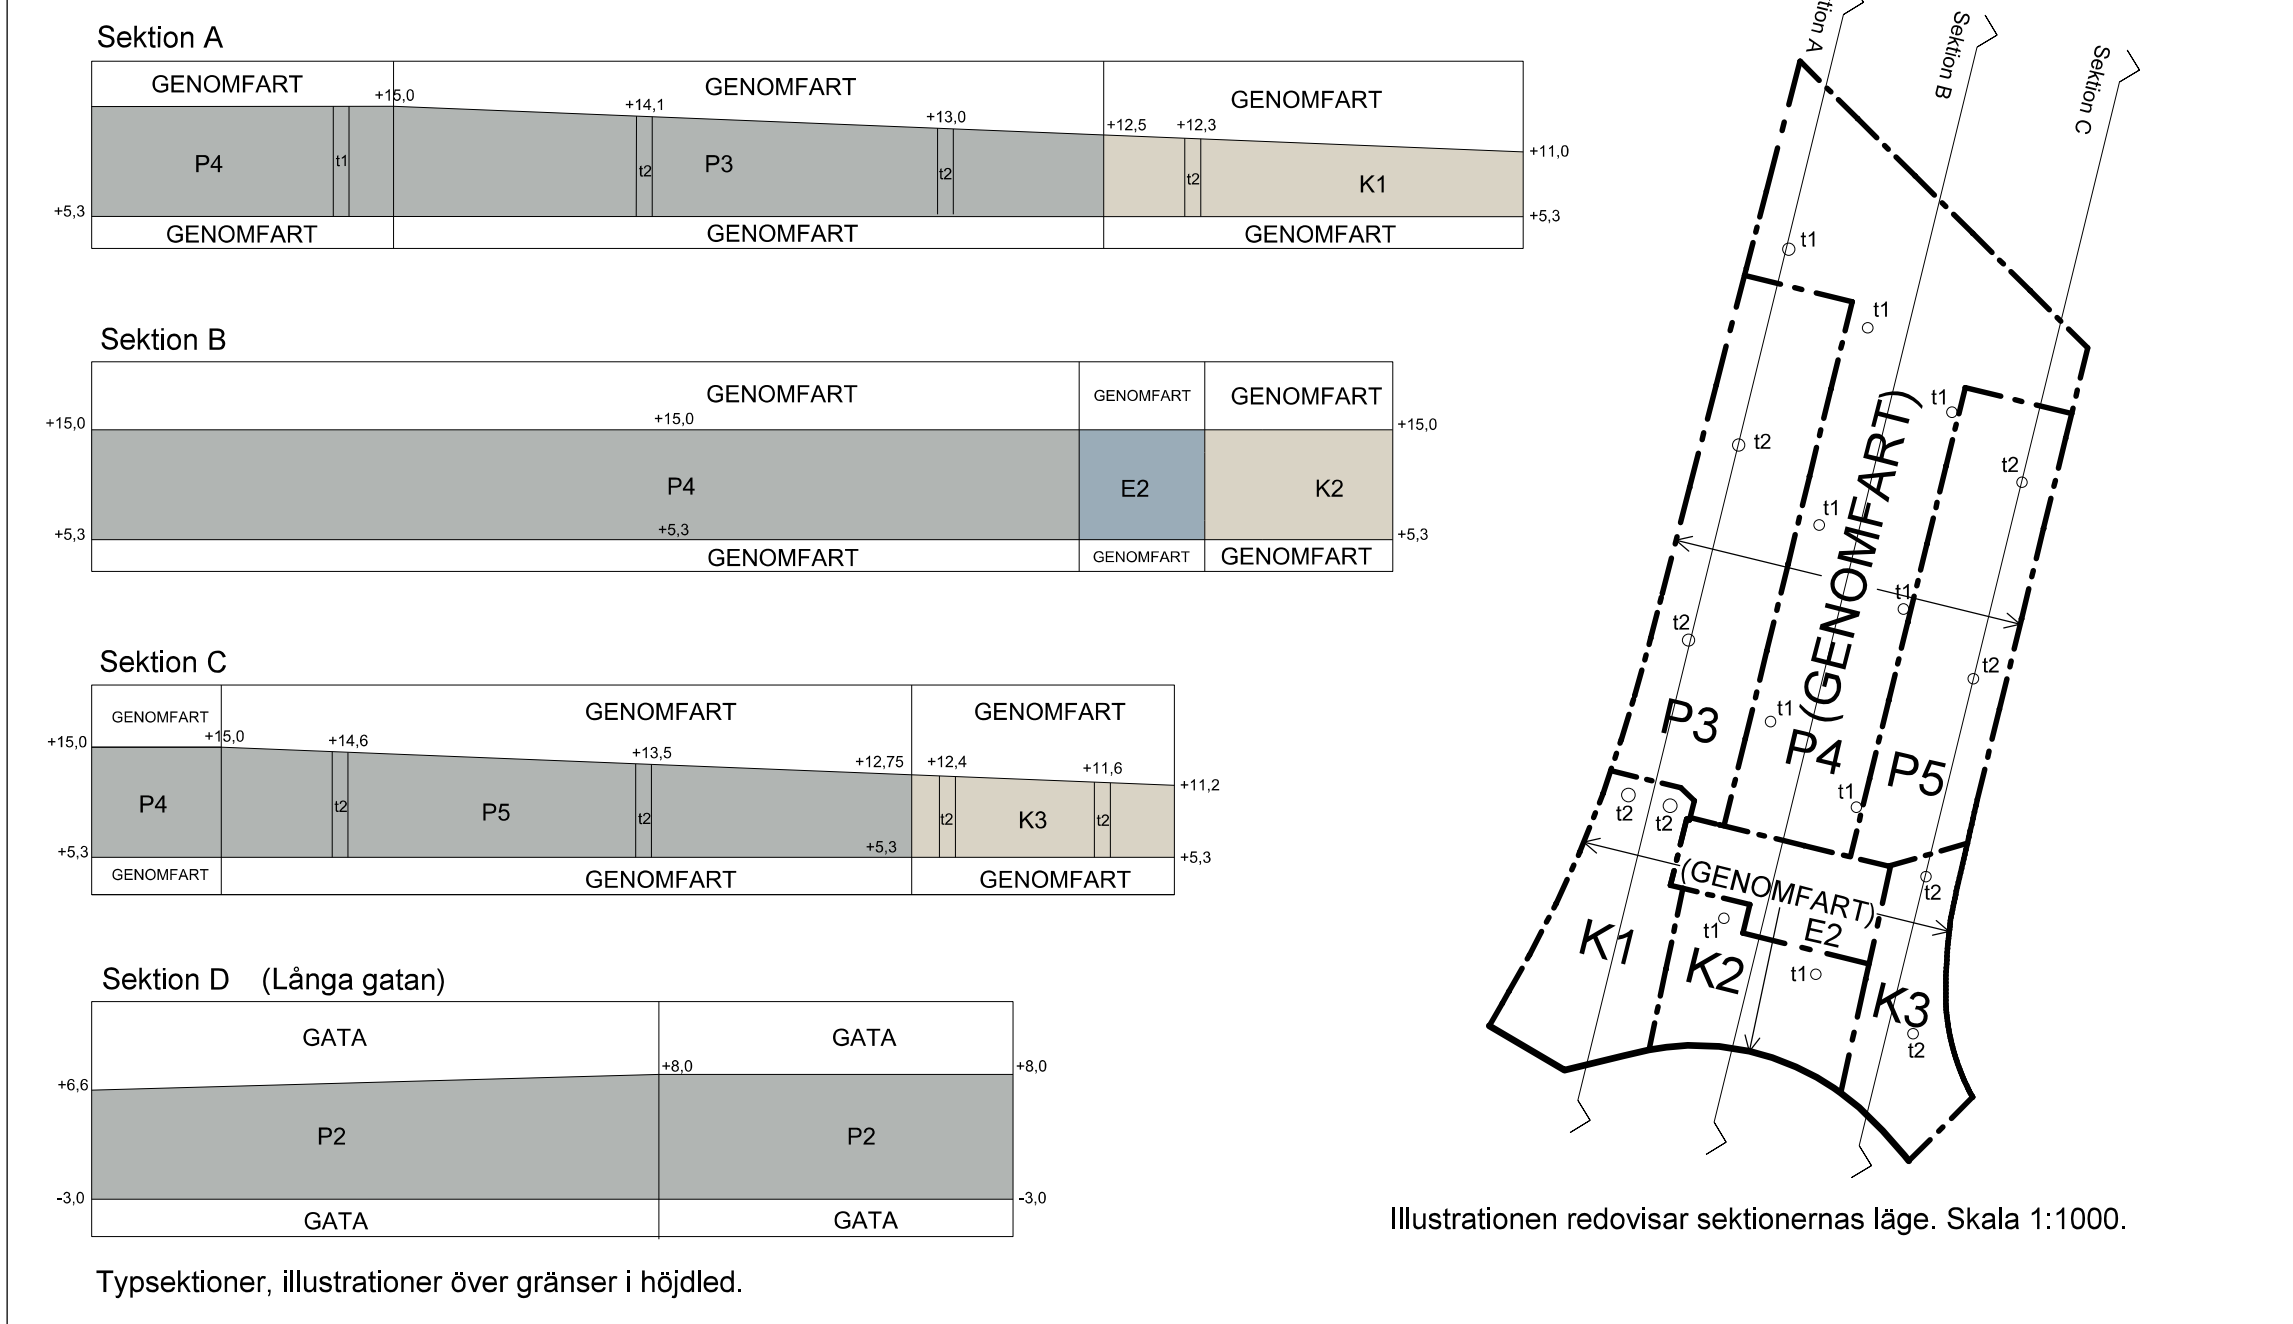 Sektion A
GENOMFART
GENOMFART
GENOMFART
+15,0
+14,1
+13,0
+12,5
+12,3
+11,0
P4
t1
t2
P3
t2
t2
K1
+5,3
+5,3
GENOMFART
GENOMFART
GENOMFART
Sektion B
GENOMFART
GENOMFART
GENOMFART
+15,0
+15,0
+15,0
P4
E2
K2
+5,3
+5,3
+5,3
GENOMFART
GENOMFART
GENOMFART
Sektion C
GENOMFART
GENOMFART
GENOMFART
+15,0
+15,0
+14,6
+13,5
+12,75
+12,4
+11,6
+11,2
P4
t2
P5
t2
t2
K3
t2
+5,3
+5,3
+5,3
GENOMFART
GENOMFART
GENOMFART
Sektion D (Långa gatan)
GATA
GATA
+6,6
+8,0
+8,0
P2
P2
-3,0
-3,0
GATA
GATA
Typsektioner, illustrationer över gränser i höjdled.
tion A
Sektion B
Sektion C
t1
t1
t1
t2
t2
t1
(GENOMFART)
t1
t2
t2
P3
t1
P4
P5
t1
t2
t2
(GENOMFART)
t2
K1
t1
E2
K2
t1
K3
t2
Illustrationen redovisar sektionernas läge. Skala 1:1000.